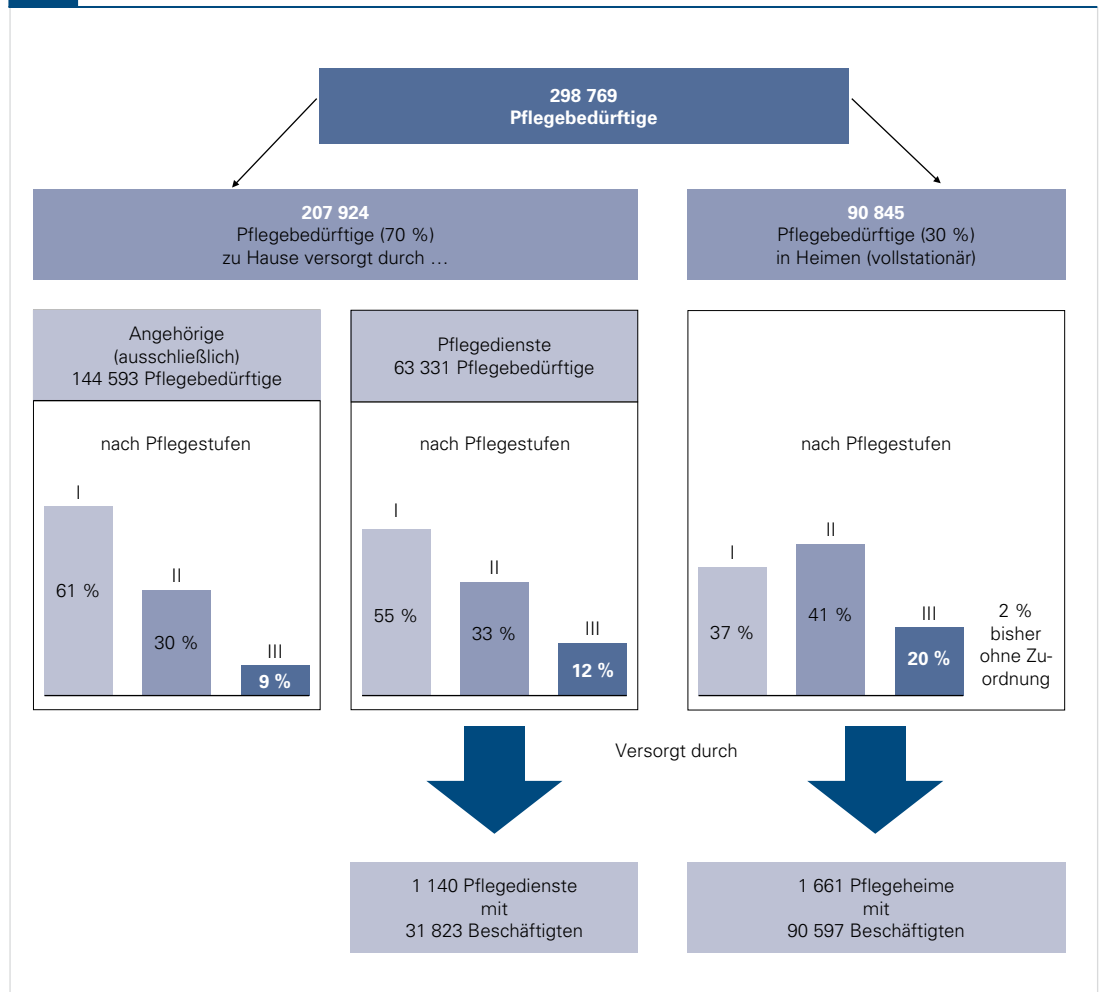 298 769
Pflegebedürftige
207 924
Pflegebedürftige (70 %)
zu Hause versorgt durch …
90 845
Pflegebedürftige (30 %)
in Heimen (vollstationär)
Angehörige
(ausschließlich)
144 593 Pflegebedürftige
nach Pflegestufen
I
61 %
II
30 %
III
9 %
Pflegedienste
63 331 Pflegebedürftige
nach Pflegestufen
I
55 %
II
33 %
III
12 %
nach Pflegestufen
I
37 %
II
41 %
III
20 %
2 %
bisher
ohne Zu-
ordnung
Versorgt durch
1 140 Pflegedienste
mit
31 823 Beschäftigten
1 661 Pflegeheime
mit
90 597 Beschäftigten